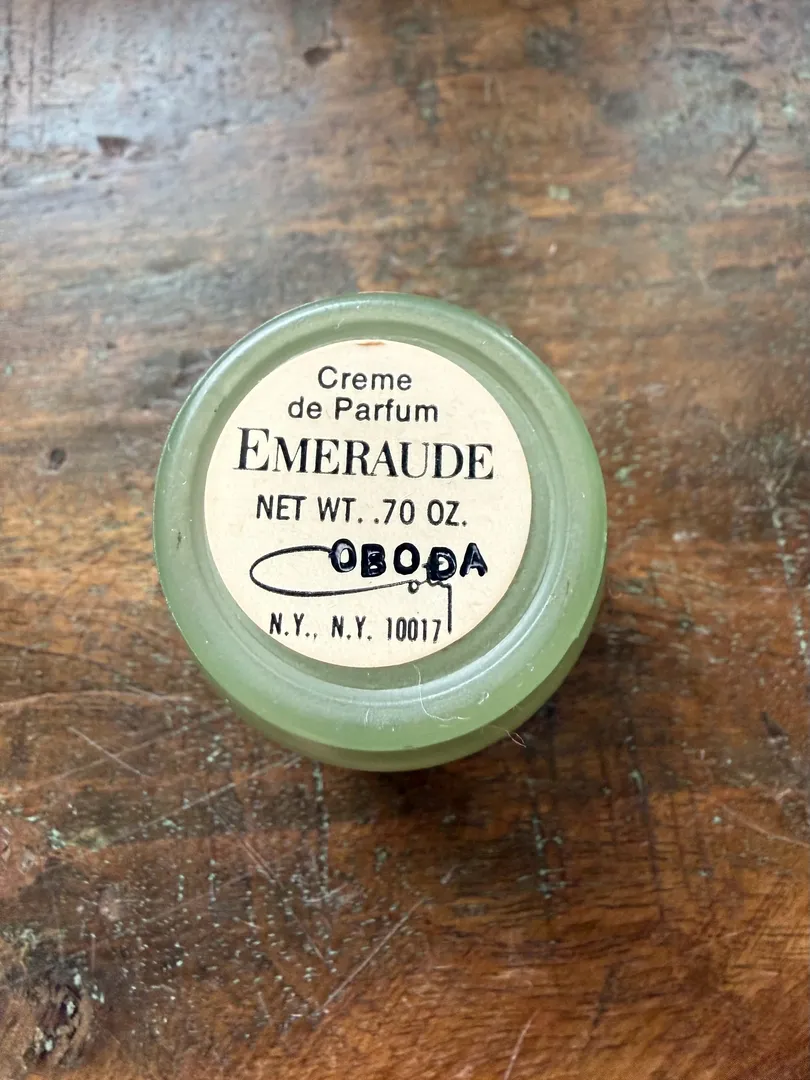 Creme
de Parfum
EMERAUDE
NET WT. .70 OZ.
OBODA
N.Y., N.Y. 10017